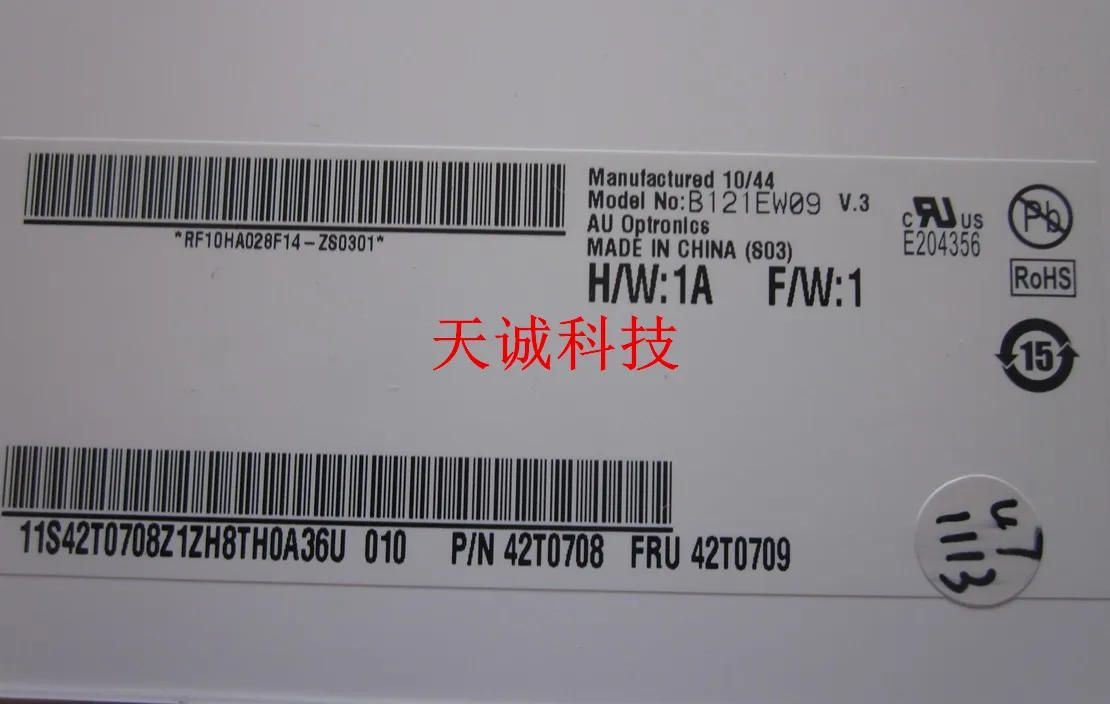 Manufactured 10/44
Model No:B121EW09 V.3
AU Optronics
MADE IN CHINA (S03)
H/W:1A F/W:1
*RF10HA028F14-ZS0301*
c RU US
E204356
Pb
RoHS
15
天诚科技
11S42T0708Z1ZH8TH0A36U 010 P/N 42T0708 FRU 42T0709
1113